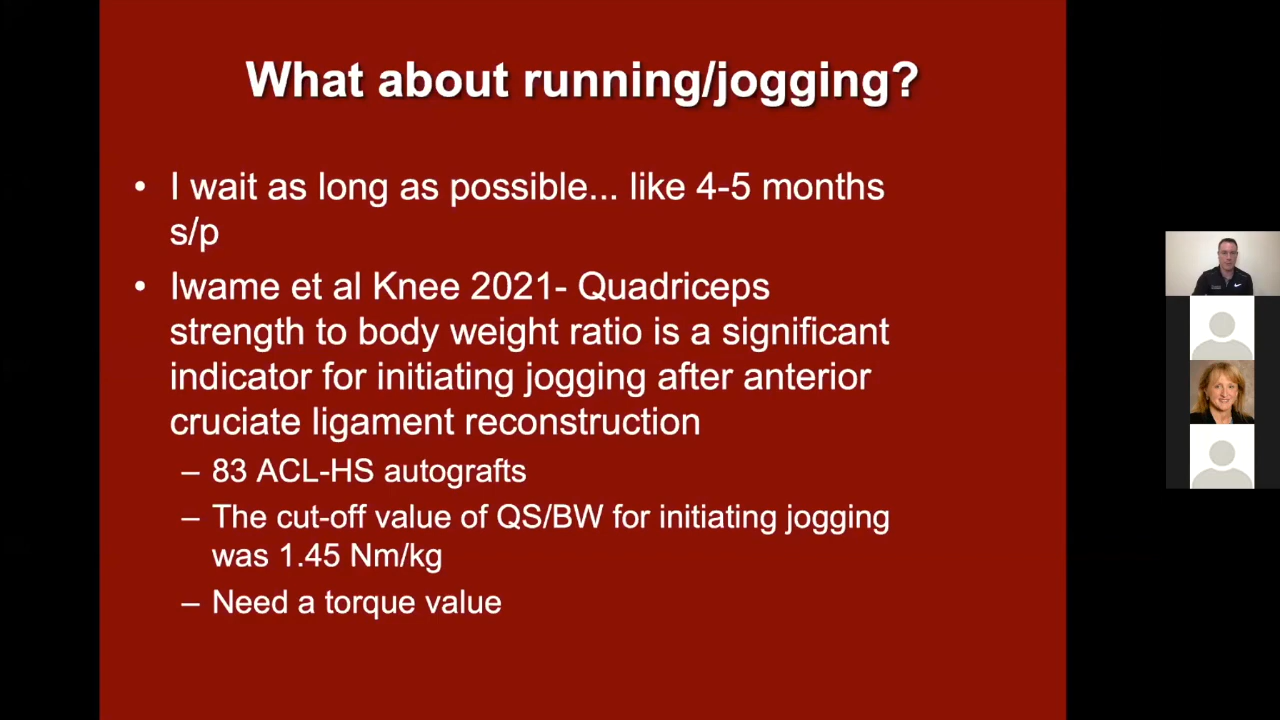 What about running/jogging?
• I wait as long as possible... like 4-5 months
s/p
• Iwame et al Knee 2021- Quadriceps
strength to body weight ratio is a significant
indicator for initiating jogging after anterior
cruciate ligament reconstruction
– 83 ACL-HS autografts
– The cut-off value of QS/BW for initiating jogging
was 1.45 Nm/kg
– Need a torque value